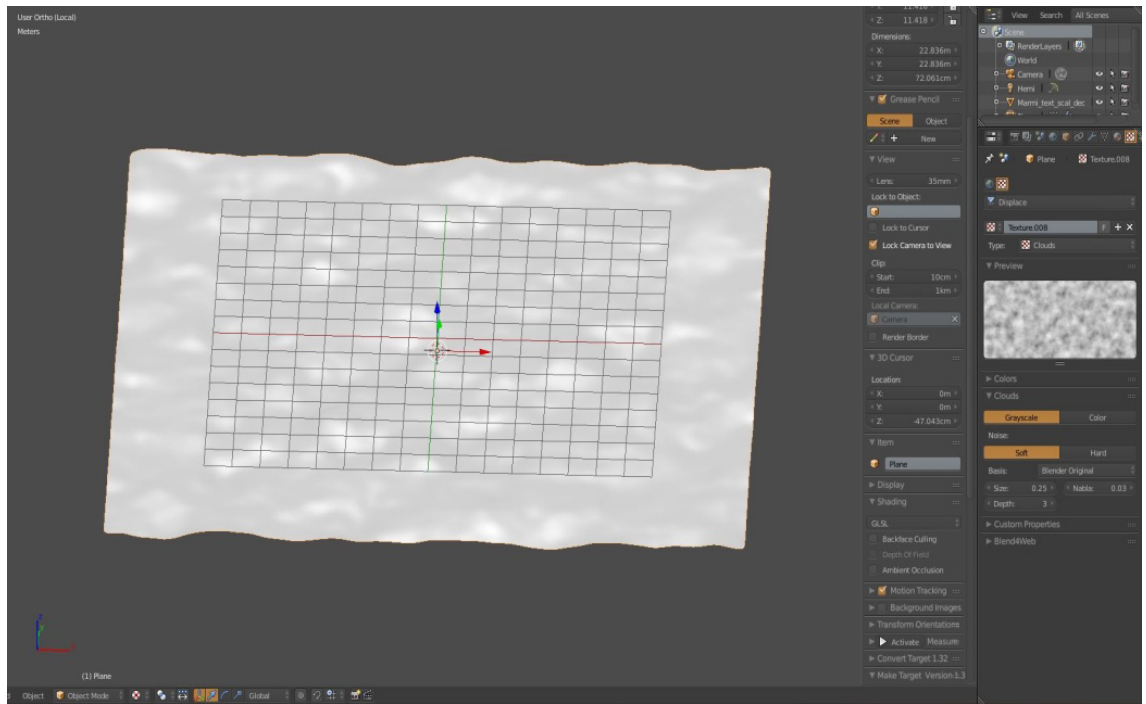 User Ortho (Local)
Meters
(1) Plane
Object
Object Mode
Global
Z: 11.418
Dimensions:
X: 22.836m
Y: 22.836m
Z: 72.061cm
Grease Pencil
Scene Object
New
View
Lens: 35mm
Lock to Object:
Lock to Cursor
Lock Camera to View
Clip:
Start: 10cm
End: 1km
Local Camera:
Camera
Render Border
3D Cursor
Location:
X: 0m
Y: 0m
Z: -47.043cm
Item
Plane
Display
Shading
GLSL
Backface Culling
Depth Of Field
Ambient Occlusion
Motion Tracking
Background Images
Transform Orientations
Activate Measure
Convert Target 1.32
Make Target Version 1.3
View Search All Scenes
Scene
RenderLayers
World
Camera
Hemi
Marmi_text_scal_dec
Plane Texture.008
Displace
Texture.008 F
Type: Clouds
Preview
Colors
Clouds
Grayscale Color
Noise:
Soft Hard
Basis: Blender Original
Size: 0.25 Nabla: 0.03
Depth: 3
Custom Properties
Blend4Web